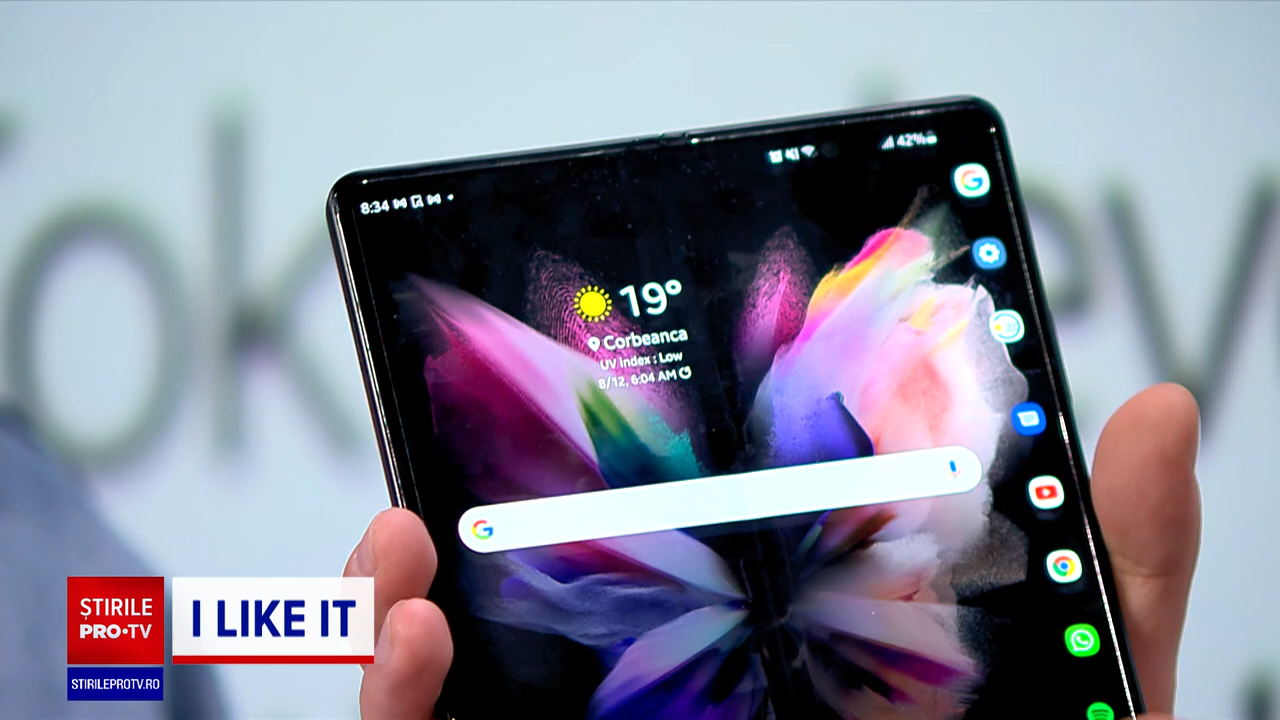 8:34
42%
19°
Corbeanca
UV index : Low
8/12, 6:04 AM
ȘTIRILE
PRO•TV
I LIKE IT
STIRILEPROTV.RO